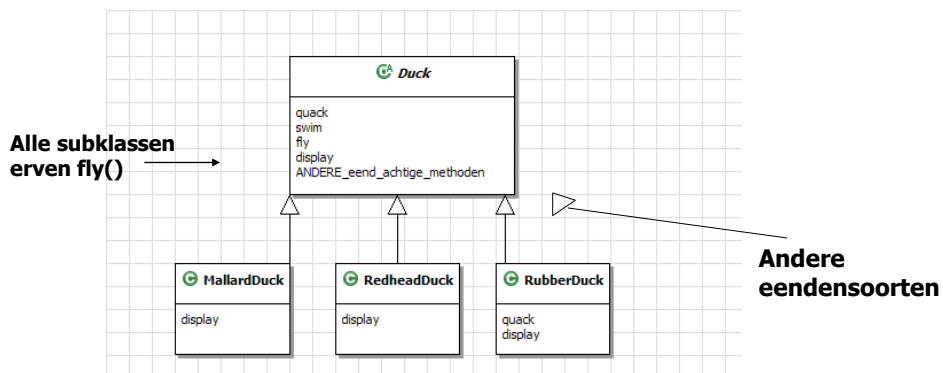 Duck
quack
swim
fly
display
ANDERE_eend_achtige_methoden
Alle subklassen
erven fly()
MallardDuck
display
RedheadDuck
display
RubberDuck
quack
display
Andere
eendensoorten